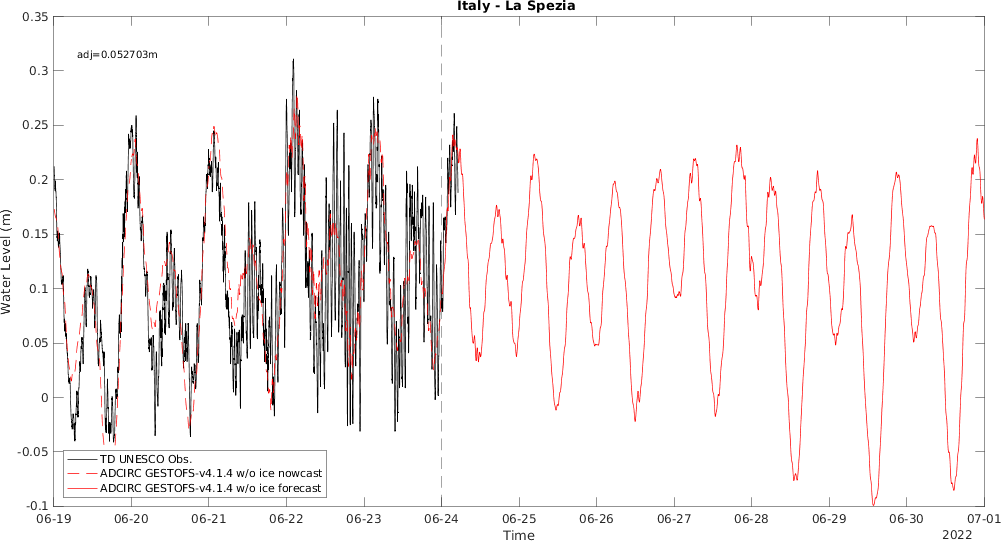 Italy - La Spezia
adj=0.052703m
0.35
0.3
0.25
0.2
0.15
0.1
0.05
0
-0.05
-0.1
Water Level (m)
TD UNESCO Obs.
ADCIRC GESTOFS-v4.1.4 w/o ice nowcast
ADCIRC GESTOFS-v4.1.4 w/o ice forecast
06-19 06-20 06-21 06-22 06-23 06-24 06-25 06-26 06-27 06-28 06-29 06-30 07-01
Time
2022